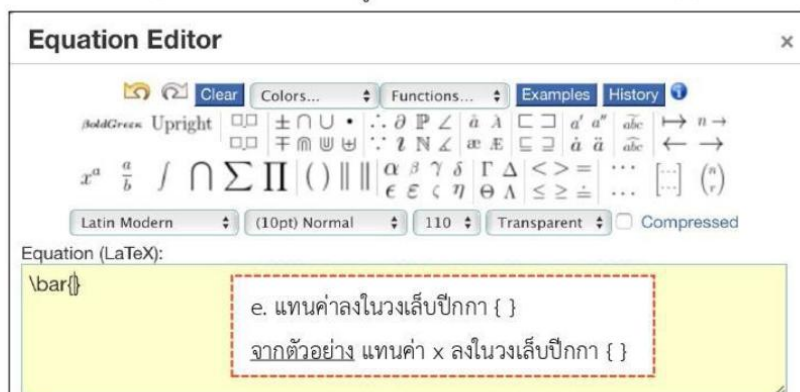 Equation Editor ×
Clear Colors... Functions... Examples History
BoldGreek Upright ± ∩ ∪ • ∴ ∂ ℙ ∠ å λ ⊏ ⊐ a′ a″ abc ↦ n→
∓ ⋒ ⋓ ⊎ ∵ ℕ ∡ æ Æ ⊑ ⊒ ȧ ä abc ← →
xᵃ a/b ∫ ⋂ ∑ ∏ ( ) ‖ ‖ α β γ δ Γ Δ < > = ⋯ [⋯] (n r)
ϵ ε ς η Θ Λ ≤ ≥ ≐ …
Latin Modern (10pt) Normal 110 Transparent Compressed
Equation (LaTeX):
\bar{}
e. แทนค่าลงในวงเล็บปีกกา { }
จากตัวอย่าง แทนค่า x ลงในวงเล็บปีกกา { }